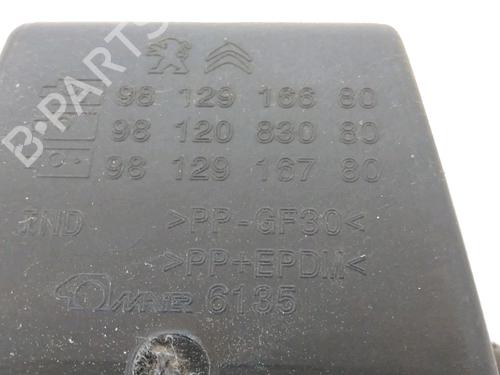 98 129 166 80
98 120 830 80
98 129 167 80
>PP-GF30<
>PP+EPDM<
6135
B-PARTS